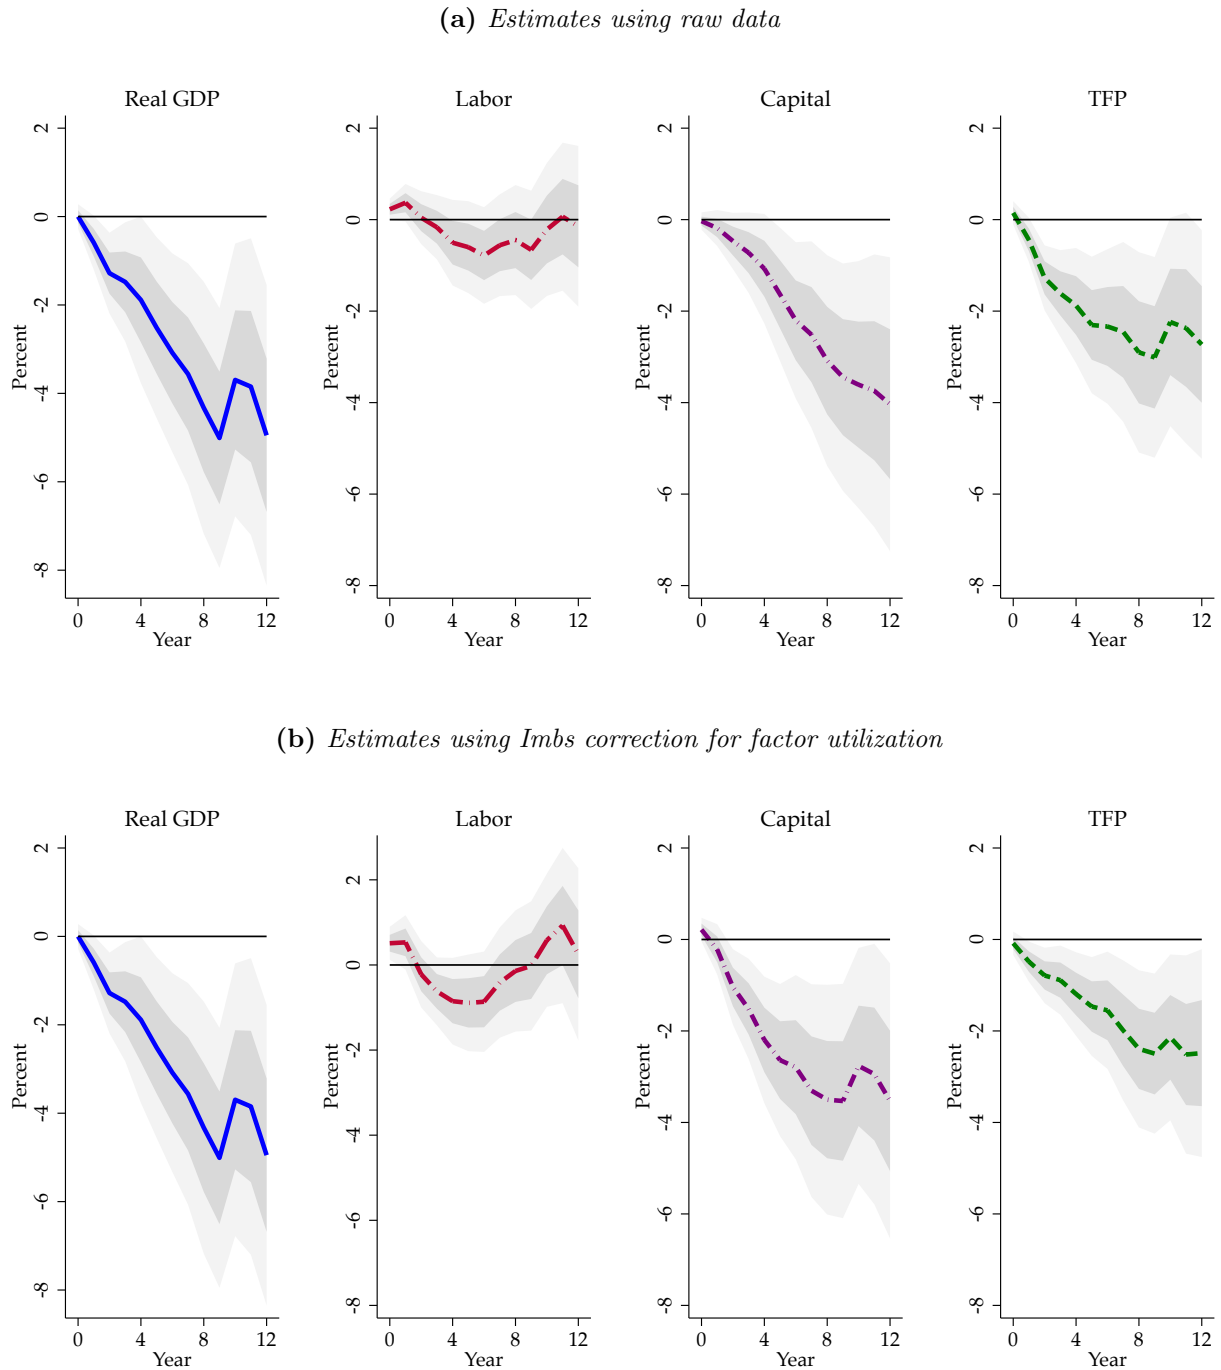 (a) Estimates using raw data
Real GDP Labor Capital TFP
2 2 2 2
0 0 0 0
-2 -2 -2 -2
Percent Percent Percent Percent
-4 -4 -4 -4
-6 -6 -6 -6
-8 -8 -8 -8
0 4 8 12 0 4 8 12 0 4 8 12 0 4 8 12
Year Year Year Year
(b) Estimates using Imbs correction for factor utilization
Real GDP Labor Capital TFP
2 2 2 2
0 0 0 0
-2 -2 -2 -2
Percent Percent Percent Percent
-4 -4 -4 -4
-6 -6 -6 -6
-8 -8 -8 -8
0 4 8 12 0 4 8 12 0 4 8 12 0 4 8 12
Year Year Year Year